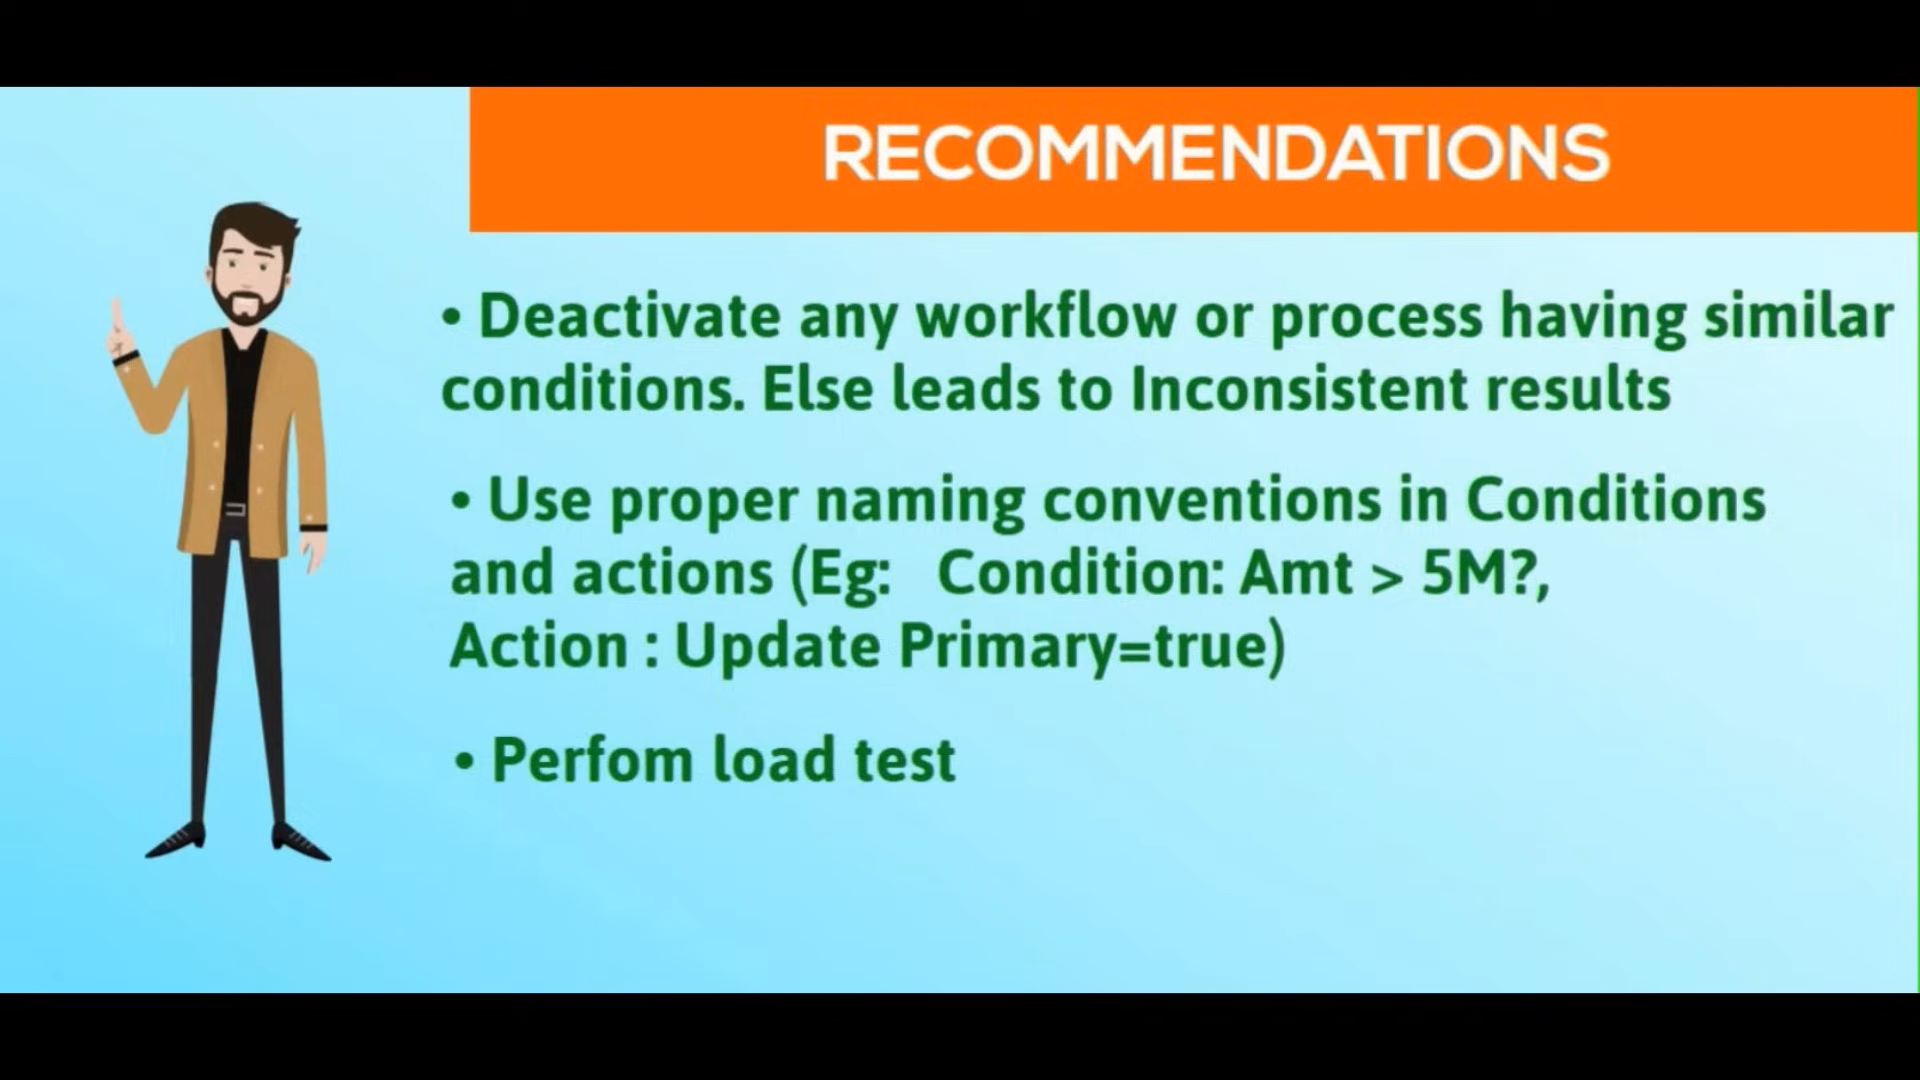 RECOMMENDATIONS
• Deactivate any workflow or process having similar
conditions. Else leads to Inconsistent results
• Use proper naming conventions in Conditions
and actions (Eg:   Condition: Amt > 5M?,
Action : Update Primary=true)
• Perfom load test